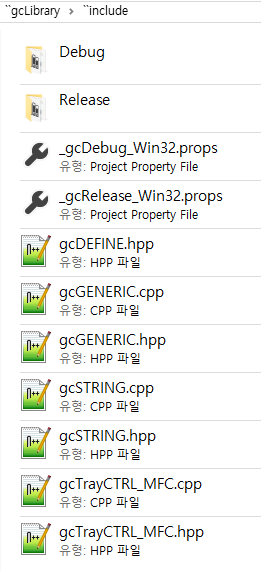 ``gcLibrary > ``include
Debug
Release
_gcDebug_Win32.props
유형: Project Property File
_gcRelease_Win32.props
유형: Project Property File
gcDEFINE.hpp
유형: HPP 파일
gcGENERIC.cpp
유형: CPP 파일
gcGENERIC.hpp
유형: HPP 파일
gcSTRING.cpp
유형: CPP 파일
gcSTRING.hpp
유형: HPP 파일
gcTrayCTRL_MFC.cpp
유형: CPP 파일
gcTrayCTRL_MFC.hpp
유형: HPP 파일